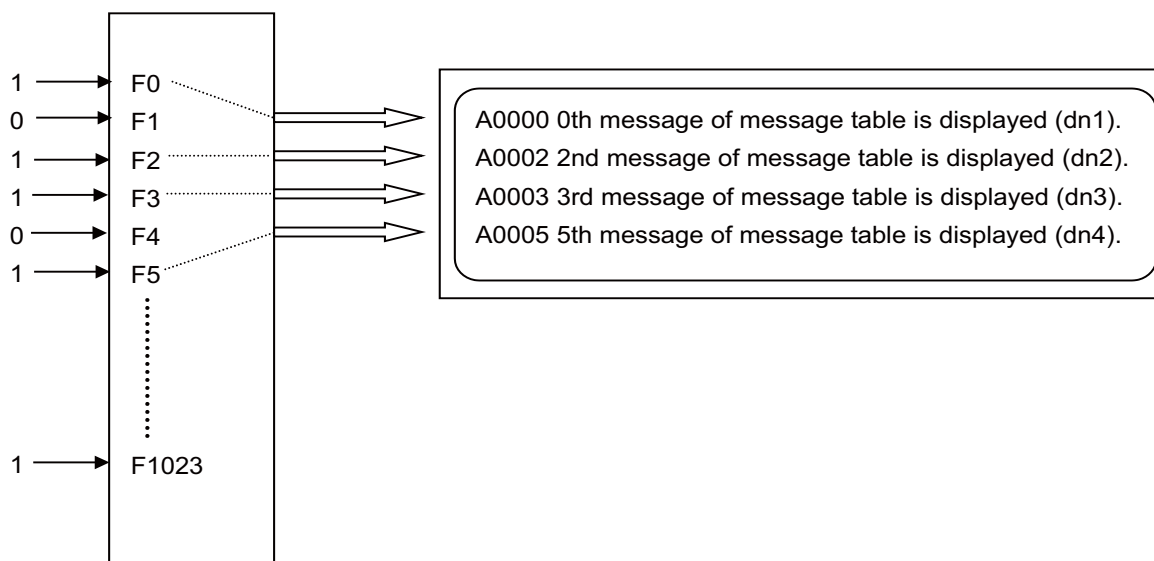 1 F0
0 F1
1 F2
1 F3
0 F4
1 F5
1 F1023
A0000 0th message of message table is displayed (dn1).
A0002 2nd message of message table is displayed (dn2).
A0003 3rd message of message table is displayed (dn3).
A0005 5th message of message table is displayed (dn4).